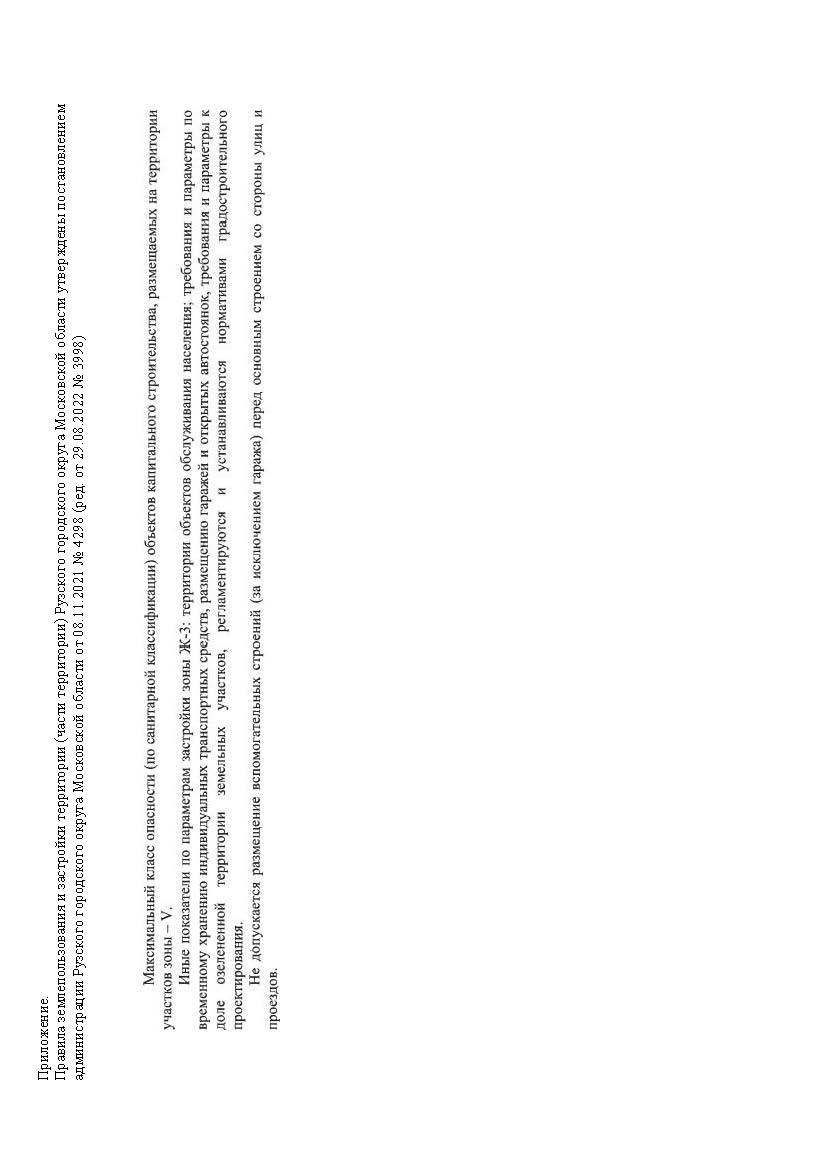 Приложение.
Правила землепользования и застройки территории (части территории) Рузского городского округа Московской области утверждены постановлением
администрации Рузского городского округа Московской области от 08.11.2021 № 4298 (ред. от 29.08.2022 № 3998)
Максимальный класс опасности (по санитарной классификации) объектов капитального строительства, размещаемых на территории
участков зоны – V.
Иные показатели по параметрам застройки зоны Ж-3: территории объектов обслуживания населения; требования и параметры по
временному хранению индивидуальных транспортных средств, размещению гаражей и открытых автостоянок, требования и параметры к
доле озелененной территории земельных участков, регламентируются и устанавливаются нормативами градостроительного
проектирования.
Не допускается размещение вспомогательных строений (за исключением гаража) перед основным строением со стороны улиц и
проездов.